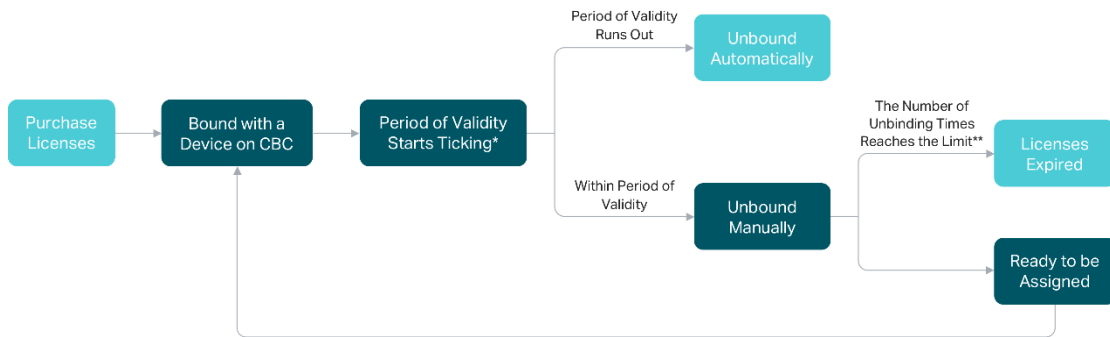 Period of Validity
Runs Out
Unbound
Automatically
Purchase
Licenses
Bound with a
Device on CBC
Period of Validity
Starts Ticking*
The Number of
Unbinding Times
Reaches the Limit**
Licenses
Expired
Within Period of
Validity
Unbound
Manually
Ready to be
Assigned